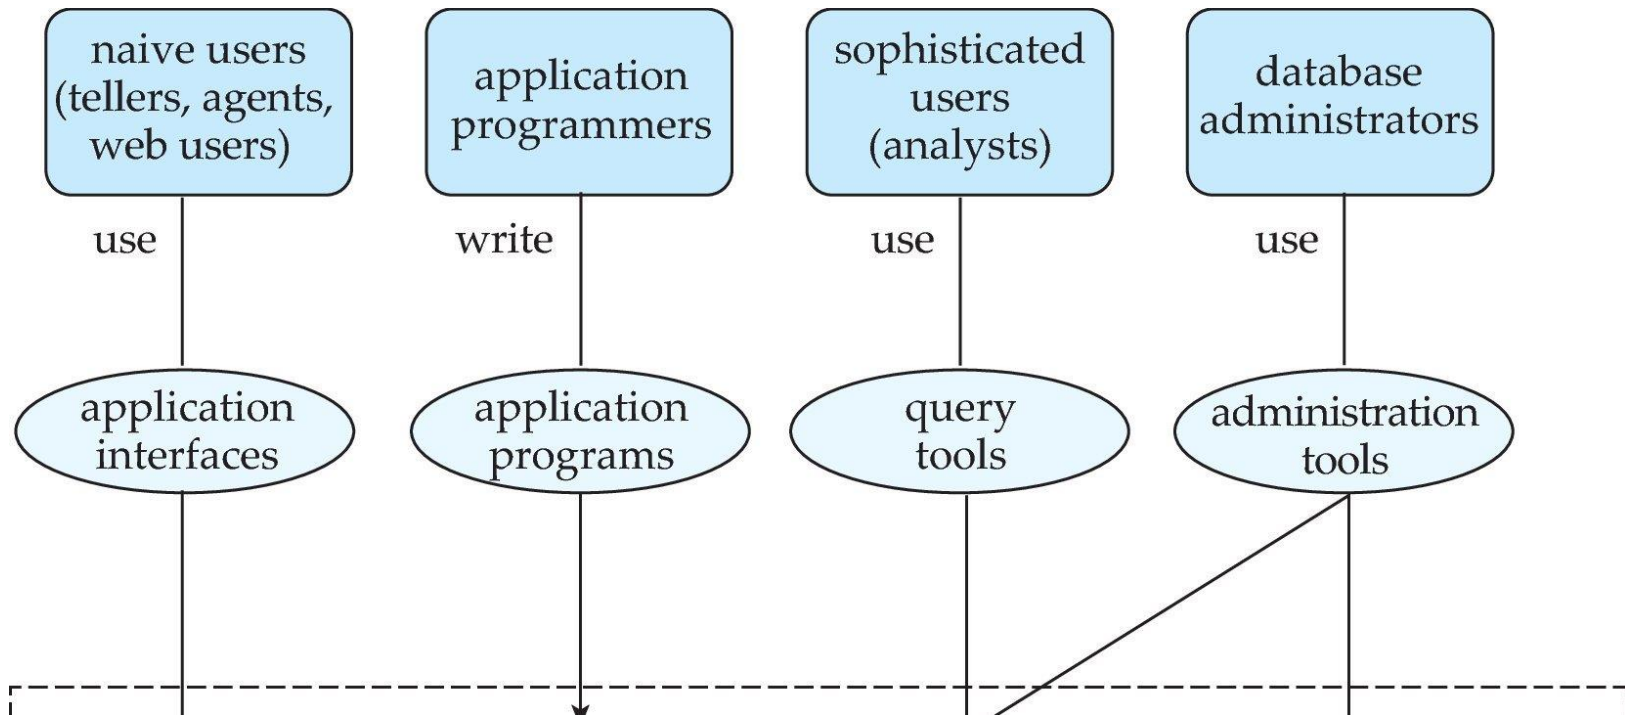 naive users
(tellers, agents,
web users)
application
programmers
sophisticated
users
(analysts)
database
administrators
use
write
use
use
application
interfaces
application
programs
query
tools
administration
tools